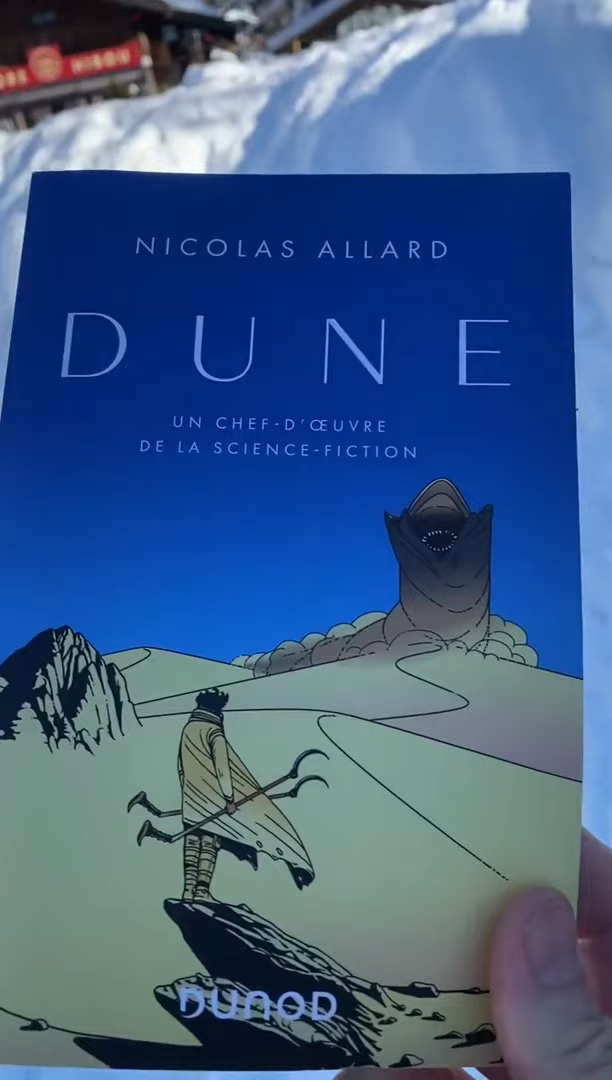 NICOLAS ALLARD
DUNE
UN CHEF-D'ŒUVRE
DE LA SCIENCE-FICTION
DUNOD